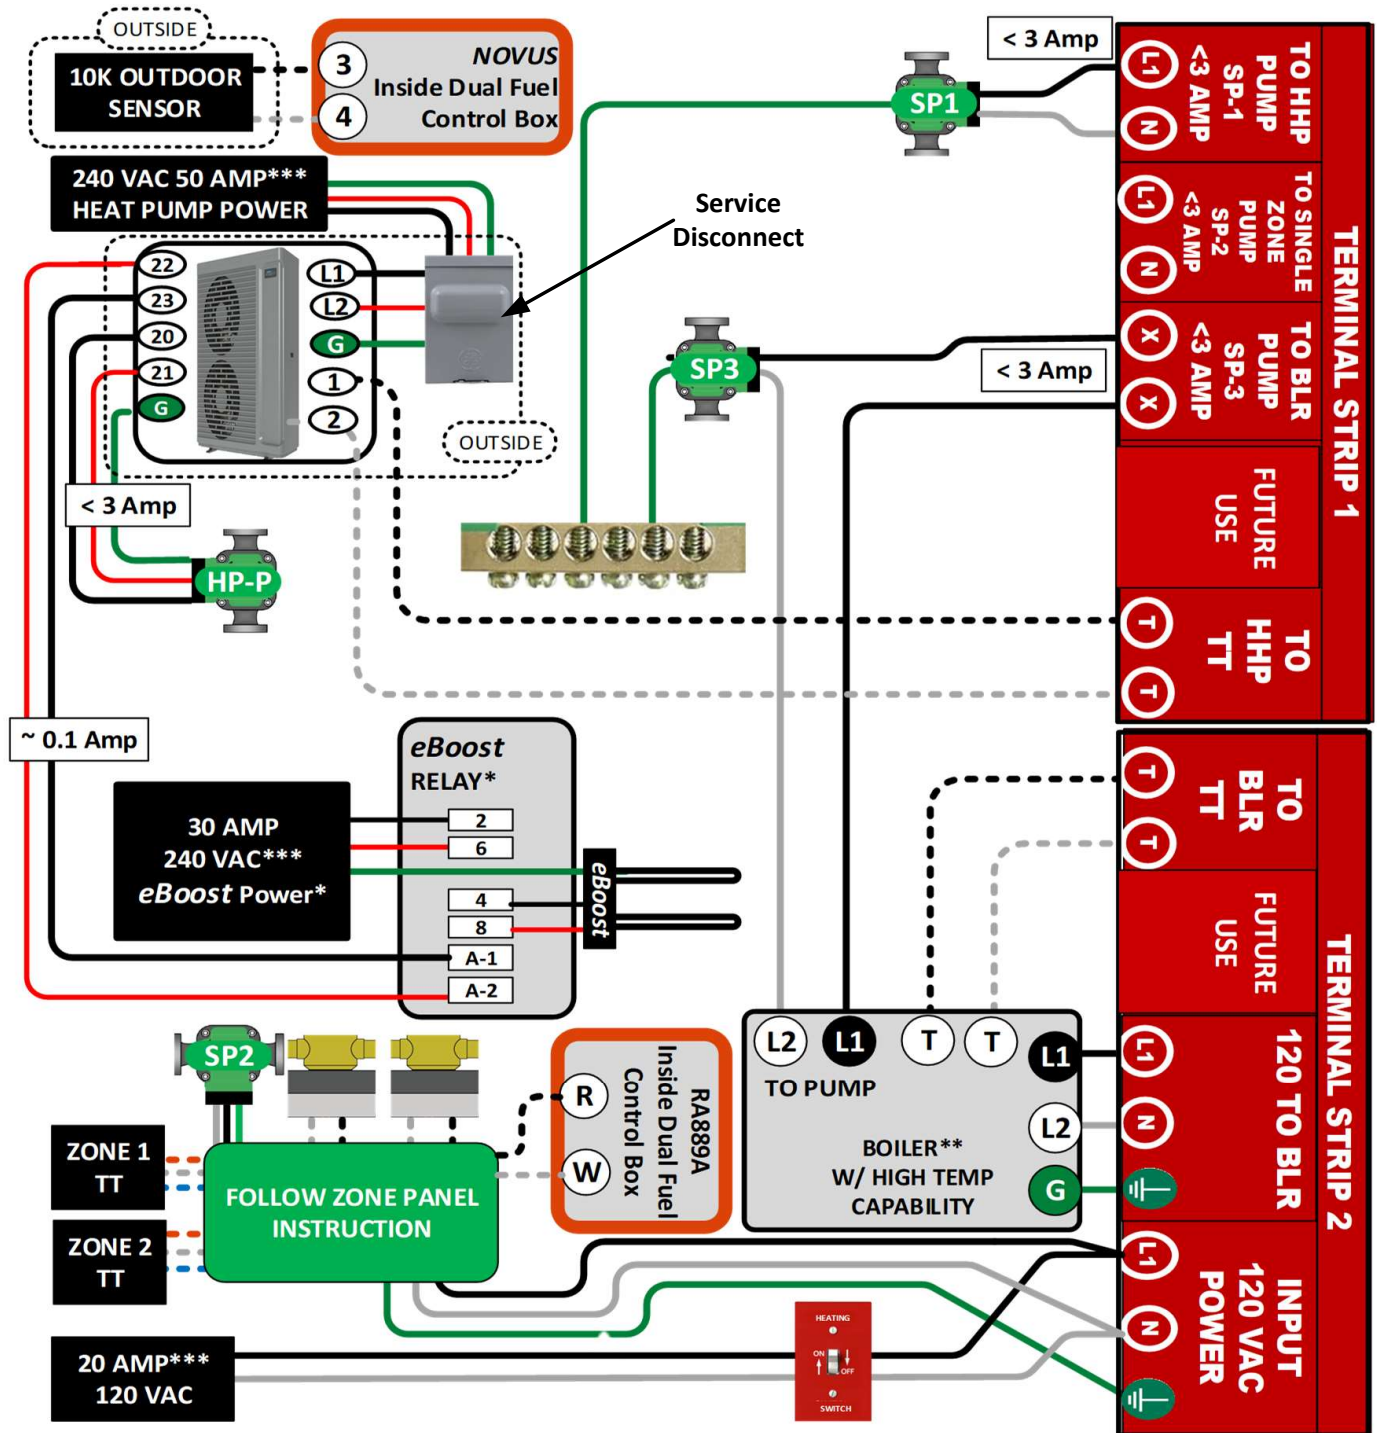 OUTSIDE
10K OUTDOOR
SENSOR
3
4
NOVUS
Inside Dual Fuel
Control Box
240 VAC 50 AMP***
HEAT PUMP POWER
Service
Disconnect
22
23
20
21
G
L1
L2
G
1
2
OUTSIDE
< 3 Amp
HP-P
~ 0.1 Amp
SP1
< 3 Amp
SP3
< 3 Amp
TERMINAL STRIP 1
L1
N
TO HHP
PUMP
SP-1
<3 AMP
L1
N
TO SINGLE
ZONE
PUMP
SP-2
<3 AMP
X
X
TO BLR
PUMP
SP-3
<3 AMP
FUTURE
USE
T
T
TO
HHP
TT
eBoost
RELAY*
2
6
4
8
A-1
A-2
30 AMP
240 VAC***
eBoost Power*
eBoost
TERMINAL STRIP 2
T
T
TO
BLR
TT
FUTURE
USE
L1
N
120 TO BLR
L1
N
INPUT
120 VAC
POWER
SP2
ZONE 1
TT
ZONE 2
TT
FOLLOW ZONE PANEL
INSTRUCTION
R
W
RA889A
Inside Dual Fuel
Control Box
L2
L1
T
T
L1
TO PUMP
L2
G
BOILER**
W/ HIGH TEMP
CAPABILITY
20 AMP***
120 VAC
HEATING
ON
OFF
SWITCH